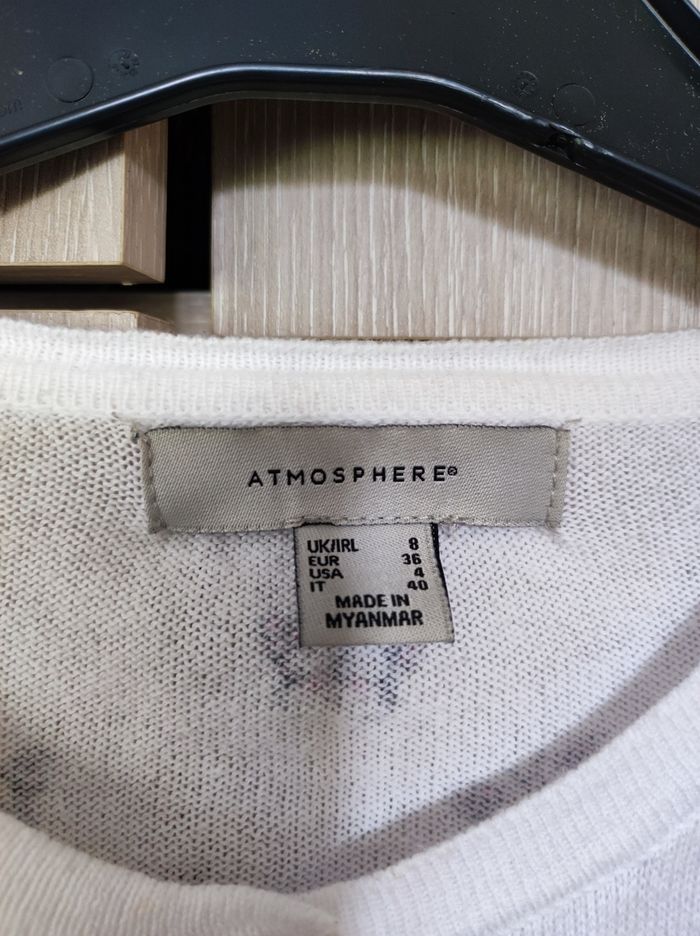 ATMOSPHERE®
UK/IRL 8
EUR 36
USA 4
IT 40
MADE IN
MYANMAR